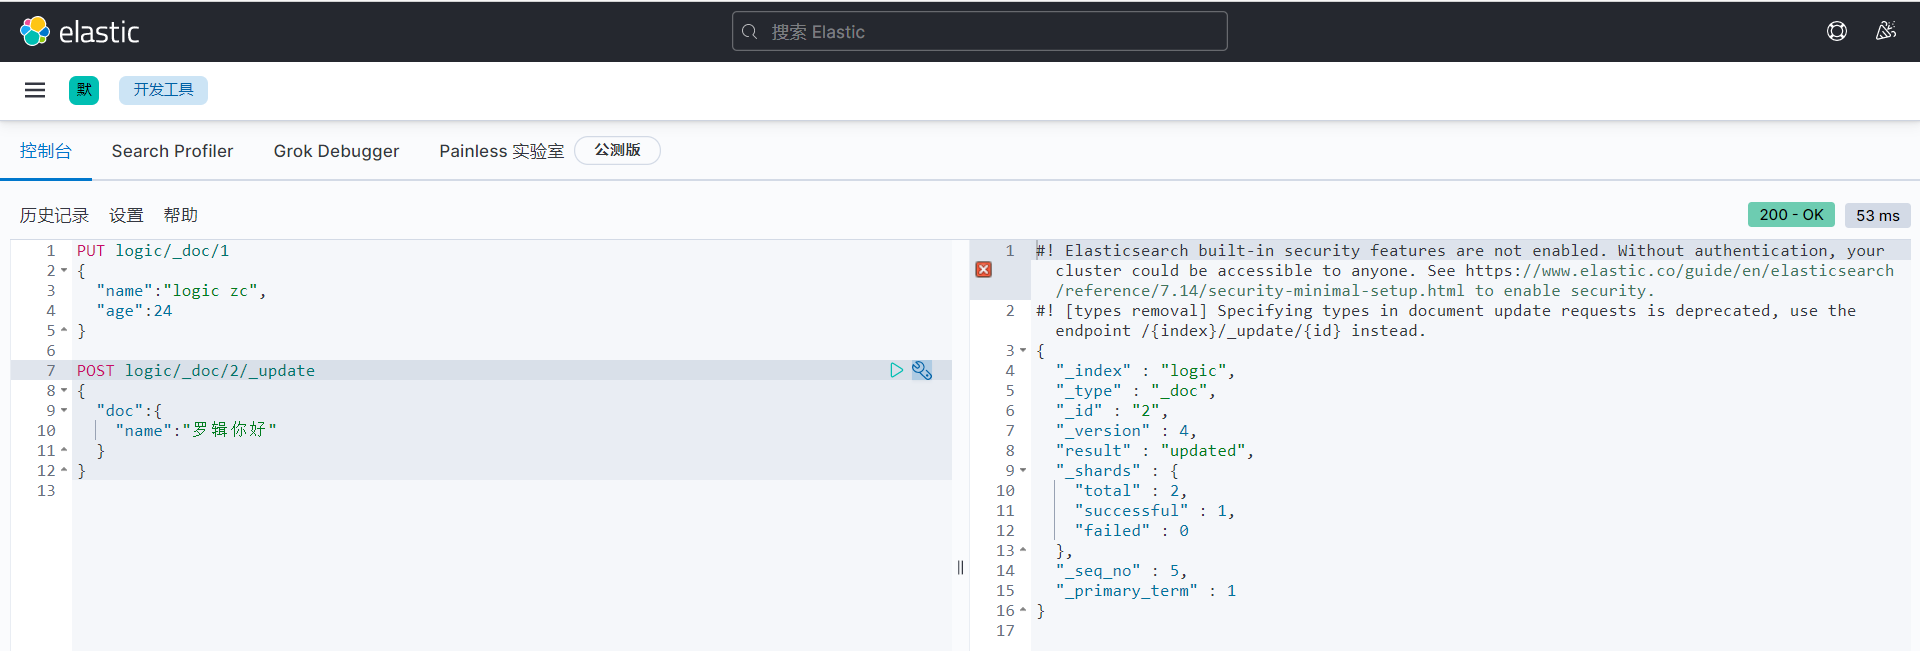 elastic
搜索 Elastic
默
开发工具
控制台 Search Profiler Grok Debugger Painless 实验室 公测版
历史记录 设置 帮助
200 - OK 53 ms
1 PUT logic/_doc/1
2 {
3 "name":"logic zc",
4 "age":24
5 }
6
7 POST logic/_doc/2/_update
8 {
9 "doc":{
10 "name":"罗辑你好"
11 }
12 }
13
1 #! Elasticsearch built-in security features are not enabled. Without authentication, your
cluster could be accessible to anyone. See https://www.elastic.co/guide/en/elasticsearch
/reference/7.14/security-minimal-setup.html to enable security.
2 #! [types removal] Specifying types in document update requests is deprecated, use the
endpoint /{index}/_update/{id} instead.
3 {
4 "_index" : "logic",
5 "_type" : "_doc",
6 "_id" : "2",
7 "_version" : 4,
8 "result" : "updated",
9 "_shards" : {
10 "total" : 2,
11 "successful" : 1,
12 "failed" : 0
13 },
14 "_seq_no" : 5,
15 "_primary_term" : 1
16 }
17